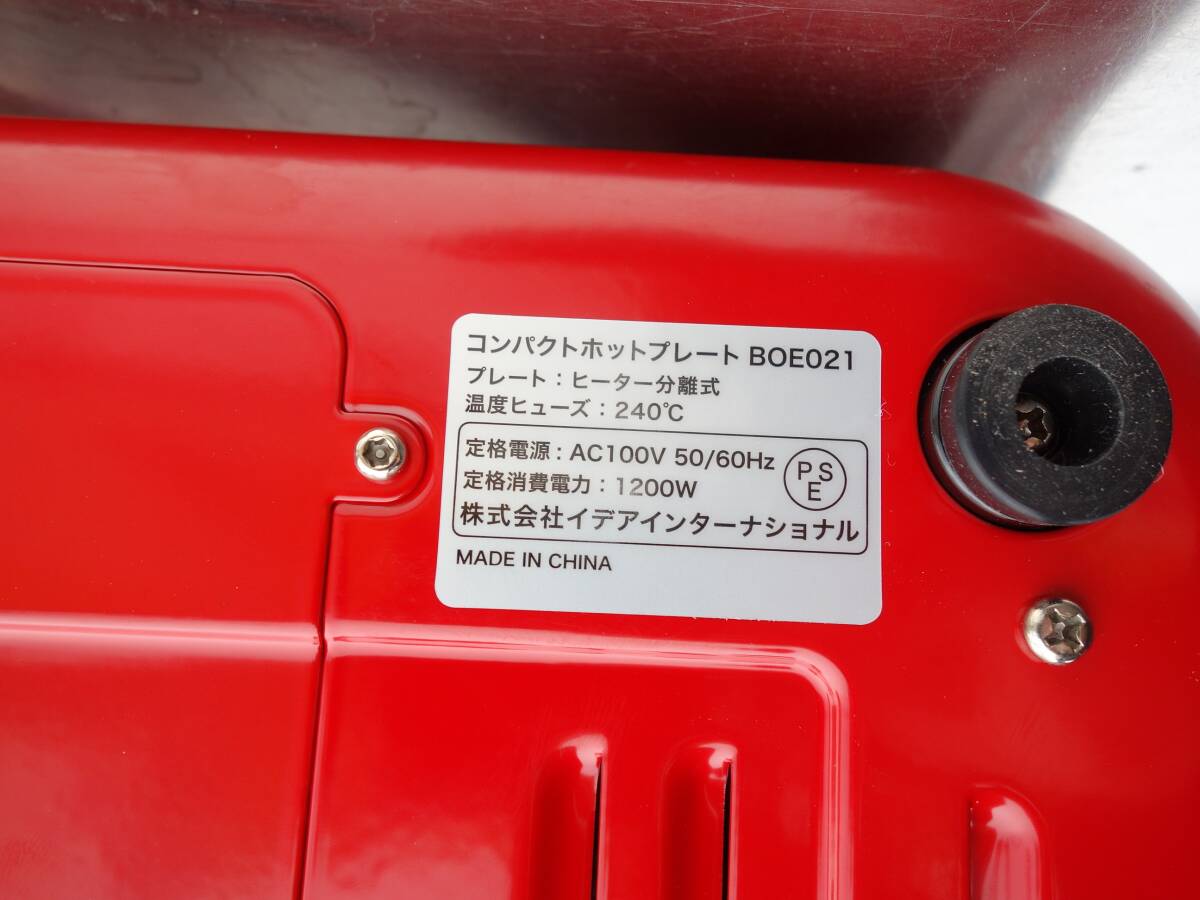 コンパクトホットプレート BOE021
プレート：ヒーター分離式
温度ヒューズ：240℃
定格電源：AC100V 50/60Hz
定格消費電力：1200W
PSE
株式会社イデアインターナショナル
MADE IN CHINA